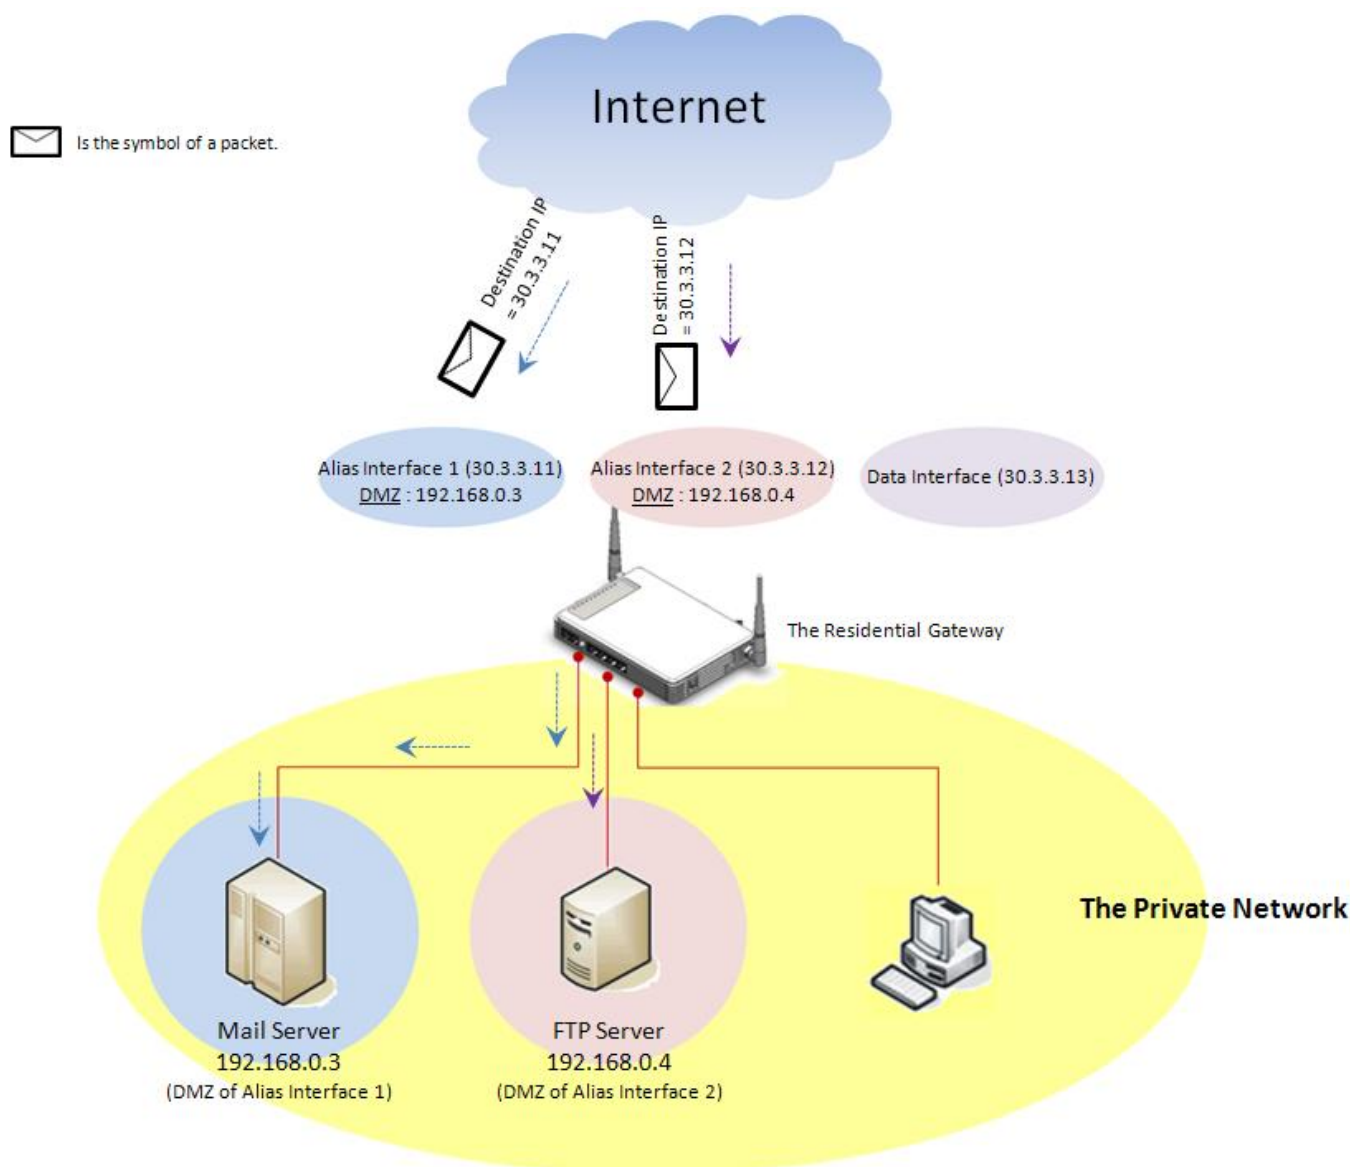 Internet
Is the symbol of a packet.
Destination IP
= 30.3.3.11
Destination IP
= 30.3.3.12
Alias Interface 1 (30.3.3.11)
DMZ : 192.168.0.3
Alias Interface 2 (30.3.3.12)
DMZ : 192.168.0.4
Data Interface (30.3.3.13)
The Residential Gateway
The Private Network
Mail Server
192.168.0.3
(DMZ of Alias Interface 1)
FTP Server
192.168.0.4
(DMZ of Alias Interface 2)